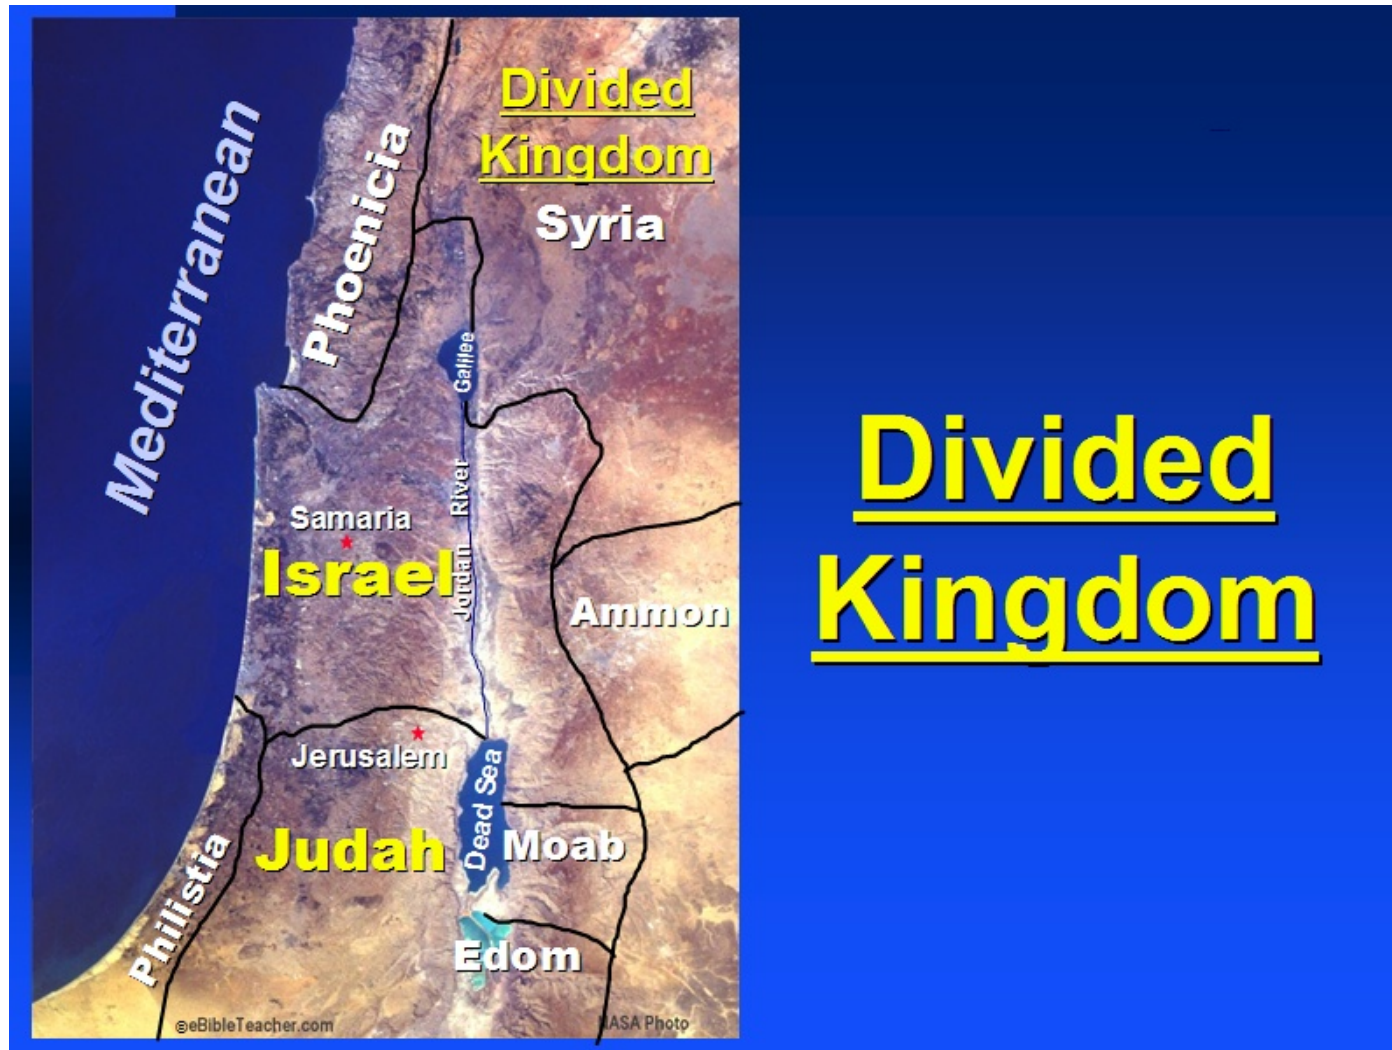 Divided
Kingdom
Syria
Phoenicia
Mediterranean
Galilee
Jordan River
Samaria
Israel
Ammon
Jerusalem
Judah
Dead Sea
Moab
Philistia
Edom
©eBibleTeacher.com
NASA Photo
Divided
Kingdom